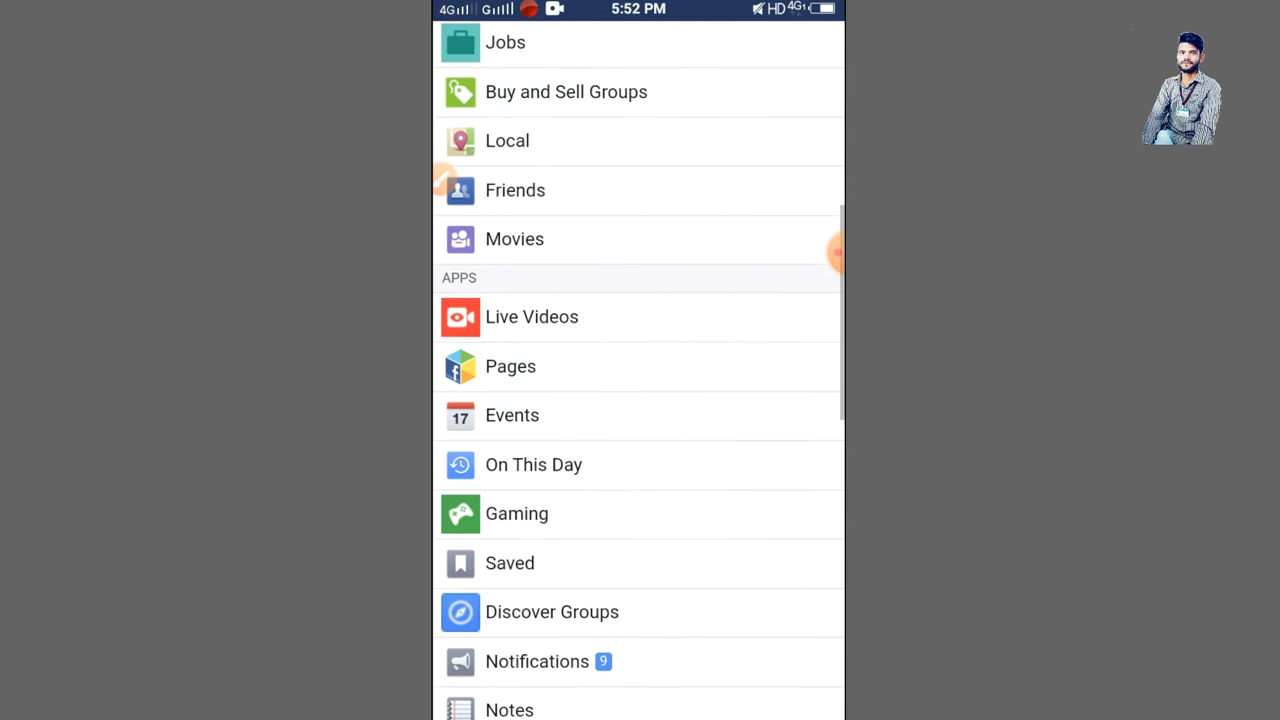 4G G 5:52 PM HD 4G
Jobs
Buy and Sell Groups
Local
Friends
Movies
APPS
Live Videos
Pages
17 Events
On This Day
Gaming
Saved
Discover Groups
Notifications 9
Notes